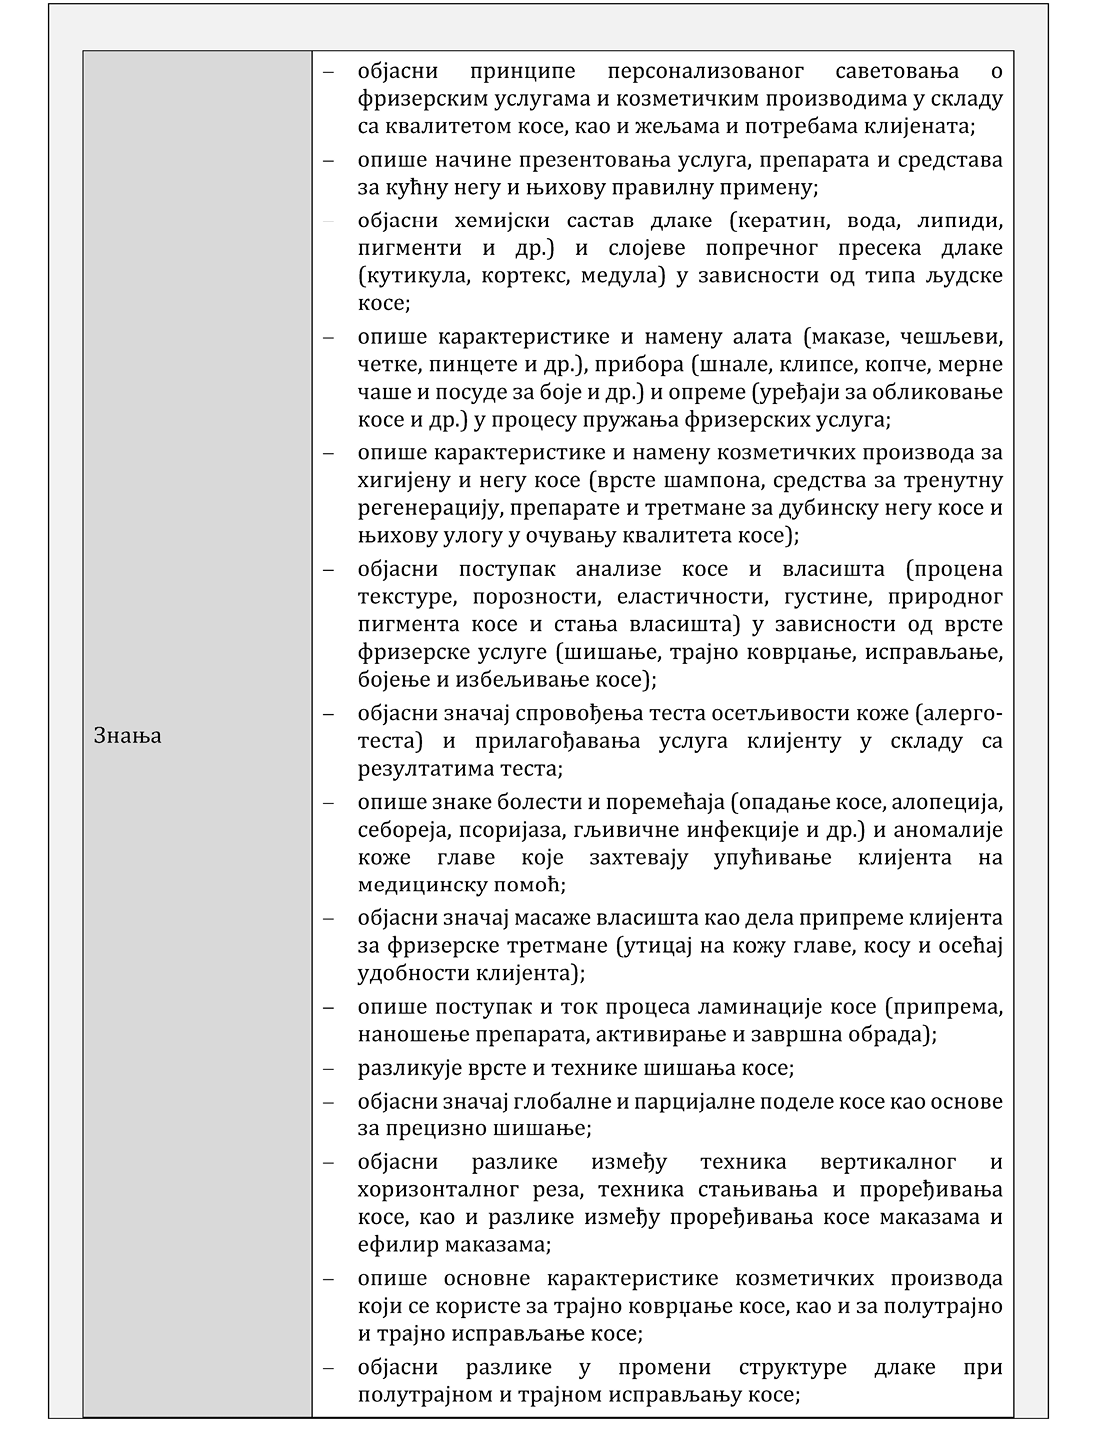 Знања
– објасни принципе персонализованог саветовања о
фризерским услугама и козметичким производима у складу
са квалитетом косе, као и жељама и потребама клијената;
– опише начине презентовања услуга, препарата и средстава
за кућну негу и њихову правилну примену;
– објасни хемијски састав длаке (кератин, вода, липиди,
пигменти и др.) и слојеве попречног пресека длаке
(кутикула, кортекс, медула) у зависности од типа људске
косе;
– опише карактеристике и намену алата (маказе, чешљеви,
четке, пинцете и др.), прибора (шнале, клипсе, копче, мерне
чаше и посуде за боје и др.) и опреме (уређаји за обликовање
косе и др.) у процесу пружања фризерских услуга;
– опише карактеристике и намену козметичких производа за
хигијену и негу косе (врсте шампона, средства за тренутну
регенерацију, препарате и третмане за дубинску негу косе и
њихову улогу у очувању квалитета косе);
– објасни поступак анализе косе и власишта (процена
текстуре, порозности, еластичности, густине, природног
пигмента косе и стања власишта) у зависности од врсте
фризерске услуге (шишање, трајно коврџање, исправљање,
бојење и избељивање косе);
– објасни значај спровођења теста осетљивости коже (алерго-
теста) и прилагођавања услуга клијенту у складу са
резултатима теста;
– опише знаке болести и поремећаја (опадање косе, алопеција,
себореја, псоријаза, гљивичне инфекције и др.) и аномалије
коже главе које захтевају упућивање клијента на
медицинску помоћ;
– објасни значај масаже власишта као дела припреме клијента
за фризерске третмане (утицај на кожу главе, косу и осећај
удобности клијента);
– опише поступак и ток процеса ламинације косе (припрема,
наношење препарата, активирање и завршна обрада);
– разликује врсте и технике шишања косе;
– објасни значај глобалне и парцијалне поделе косе као основе
за прецизно шишање;
– објасни разлике између техника вертикалног и
хоризонталног реза, техника стањивања и проређивања
косе, као и разлике између проређивања косе маказама и
ефилир маказама;
– опише основне карактеристике козметичких производа
који се користе за трајно коврџање косе, као и за полутрајно
и трајно исправљање косе;
– објасни разлике у промени структуре длаке при
полутрајном и трајном исправљању косе;